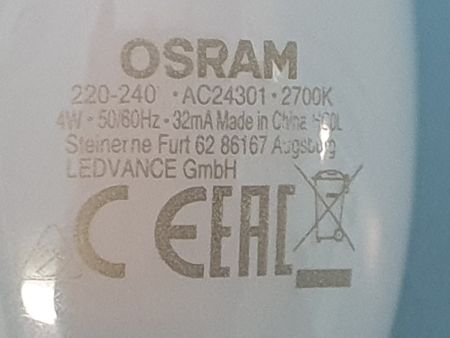 OSRAM
220-240 · AC24301 · 2700K
4W · 50/60Hz · 32mA Made in China
Steinerne Furt 62 86167 Augsburg
LEDVANCE GmbH
CE EAC